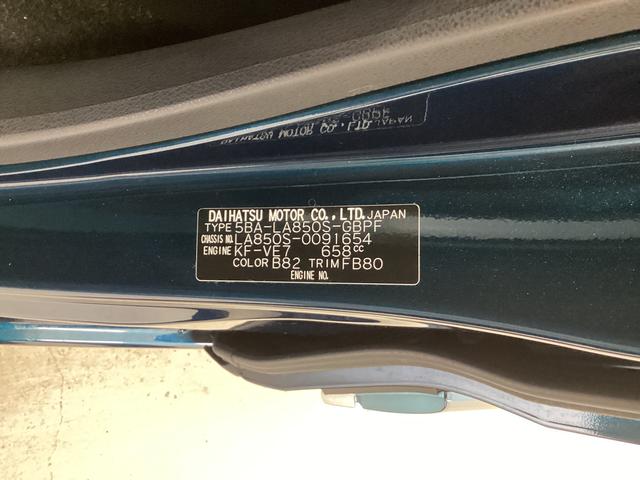 DAIHATSU MOTOR CO., LTD. JAPAN
TYPE 5BA-LA850S-GBPF
CHASSIS NO. LA850S-0091654
ENGINE KF-VE7 658cc
COLOR B82 TRIM FB80
ENGINE NO.